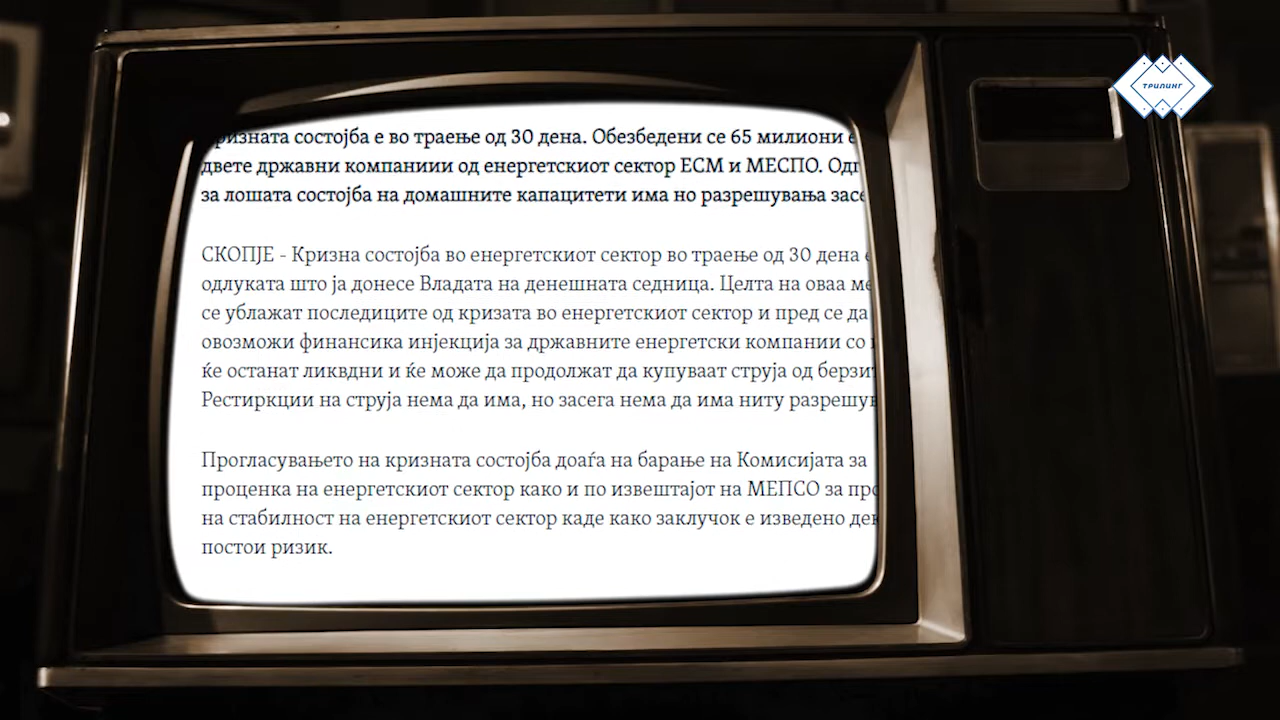 Кризната состојба е во траење од 30 дена. Обезбедени се 65 милиони
двете државни компаниии од енергетскиот сектор ЕСМ и МЕСПО.
за лошата состојба на домашните капацитети има но разрешувања
СКОПЈЕ - Кризна состојба во енергетскиот сектор во траење од 30 дена
одлуката што ја донесе Владата на денешната седница. Целта на оваа
се ублажат последиците од кризата во енергетскиот сектор и пред се да
овозможи финансика инјекција за државните енергетски компании со
ќе останат ликвдни и ќе може да продолжат да купуваат струја од
Рестиркции на струја нема да има, но засега нема да има ниту
Прогласувањето на кризната состојба доаѓа на барање на Комисијата за
проценка на енергетскиот сектор како и по извештајот на МЕПСО за
на стабилност на енергетскиот сектор каде како заклучок е изведено
постои ризик.
ТРИЛИНГ